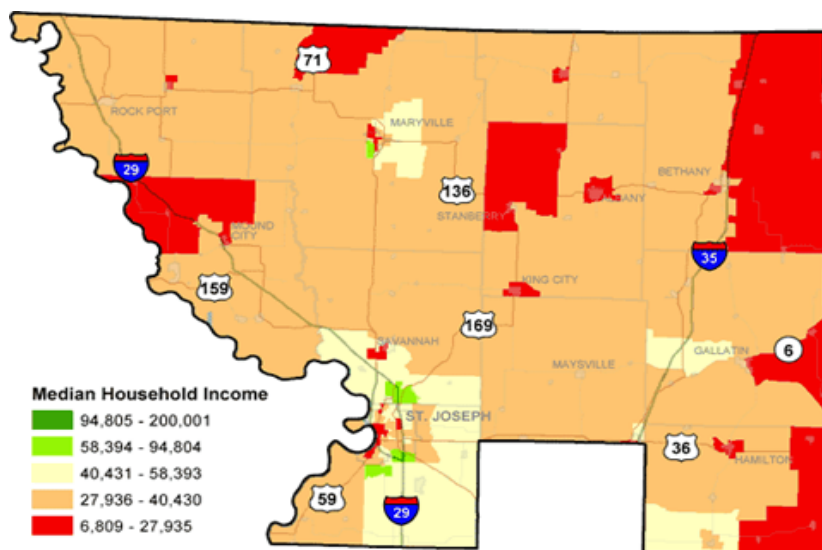 71
ROCK PORT
MARYVILLE
29
136
BETHANY
STANBERRY
ALBANY
MOUND
CITY
35
159
KING CITY
169
SAVANNAH
MAYSVILLE
GALLATIN
6
Median Household Income
94,805 - 200,001
58,394 - 94,804
40,431 - 58,393
27,936 - 40,430
6,809 - 27,935
ST. JOSEPH
36
HAMILTON
59
29